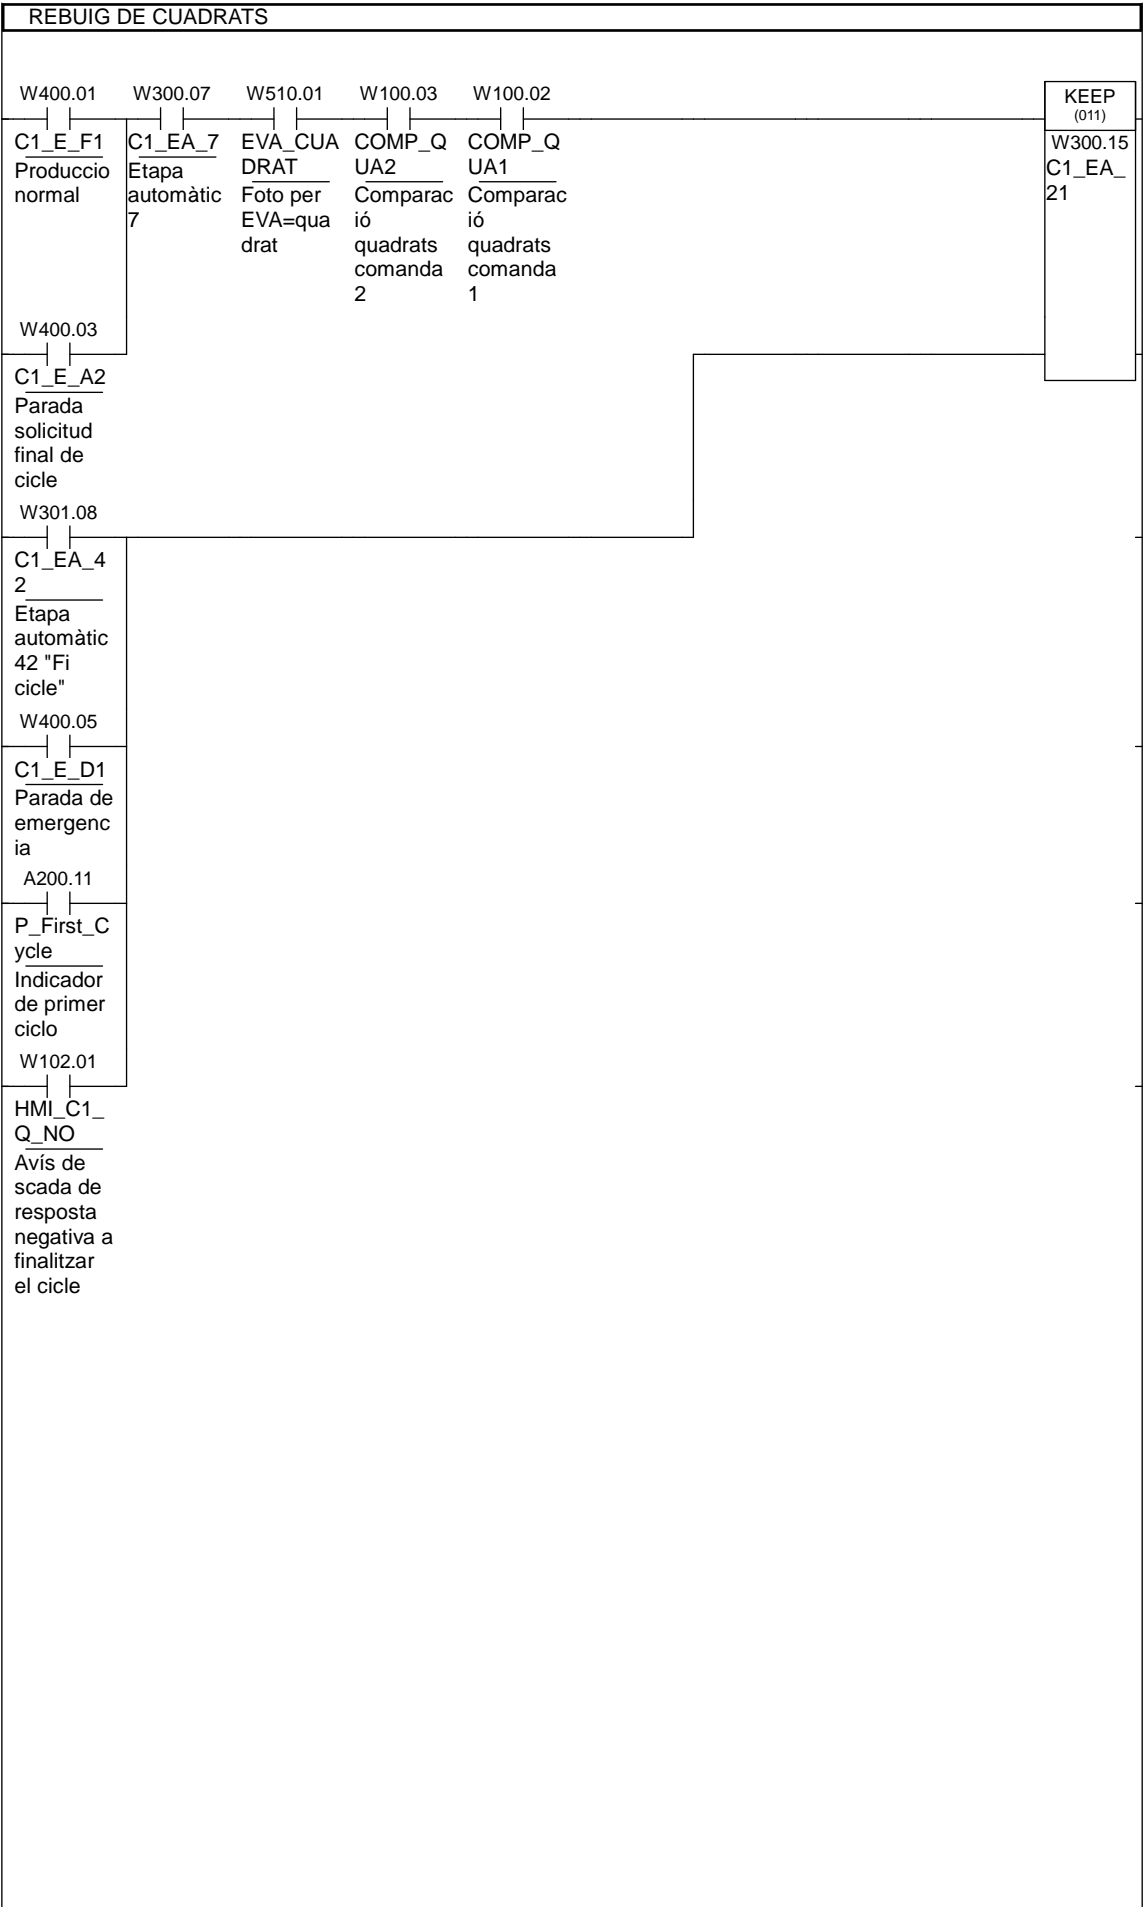 REBUIG DE CUADRATS
W400.01 W300.07 W510.01 W100.03 W100.02
KEEP
(011)
C1_E_F1 C1_EA_7 EVA_CUA COMP_Q COMP_Q W300.15
DRAT UA2 UA1 C1_EA_
Produccio Etapa Foto per Comparac Comparac 21
normal automàtic EVA=qua ió ió
7 drat quadrats quadrats
comanda comanda
2 1
W400.03
C1_E_A2
Parada
solicitud
final de
cicle
W301.08
C1_EA_4
2
Etapa
automàtic
42 "Fi
cicle"
W400.05
C1_E_D1
Parada de
emergenc
ia
A200.11
P_First_C
ycle
Indicador
de primer
ciclo
W102.01
HMI_C1_
Q_NO
Avís de
scada de
resposta
negativa a
finalitzar
el cicle